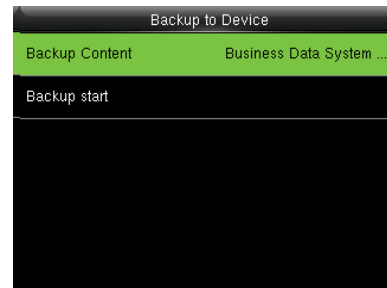 Backup to Device
Backup Content Business Data System ...
Backup start